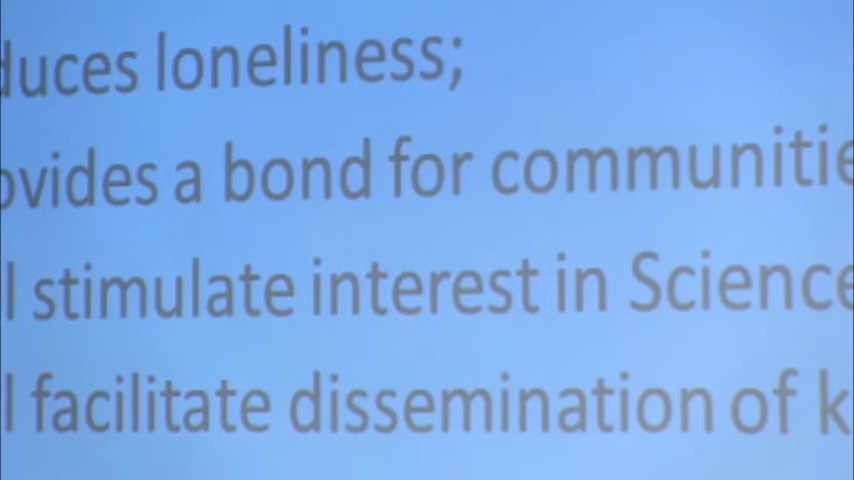 duces loneliness;
ovides a bond for communitie
l stimulate interest in Science
l facilitate dissemination of k